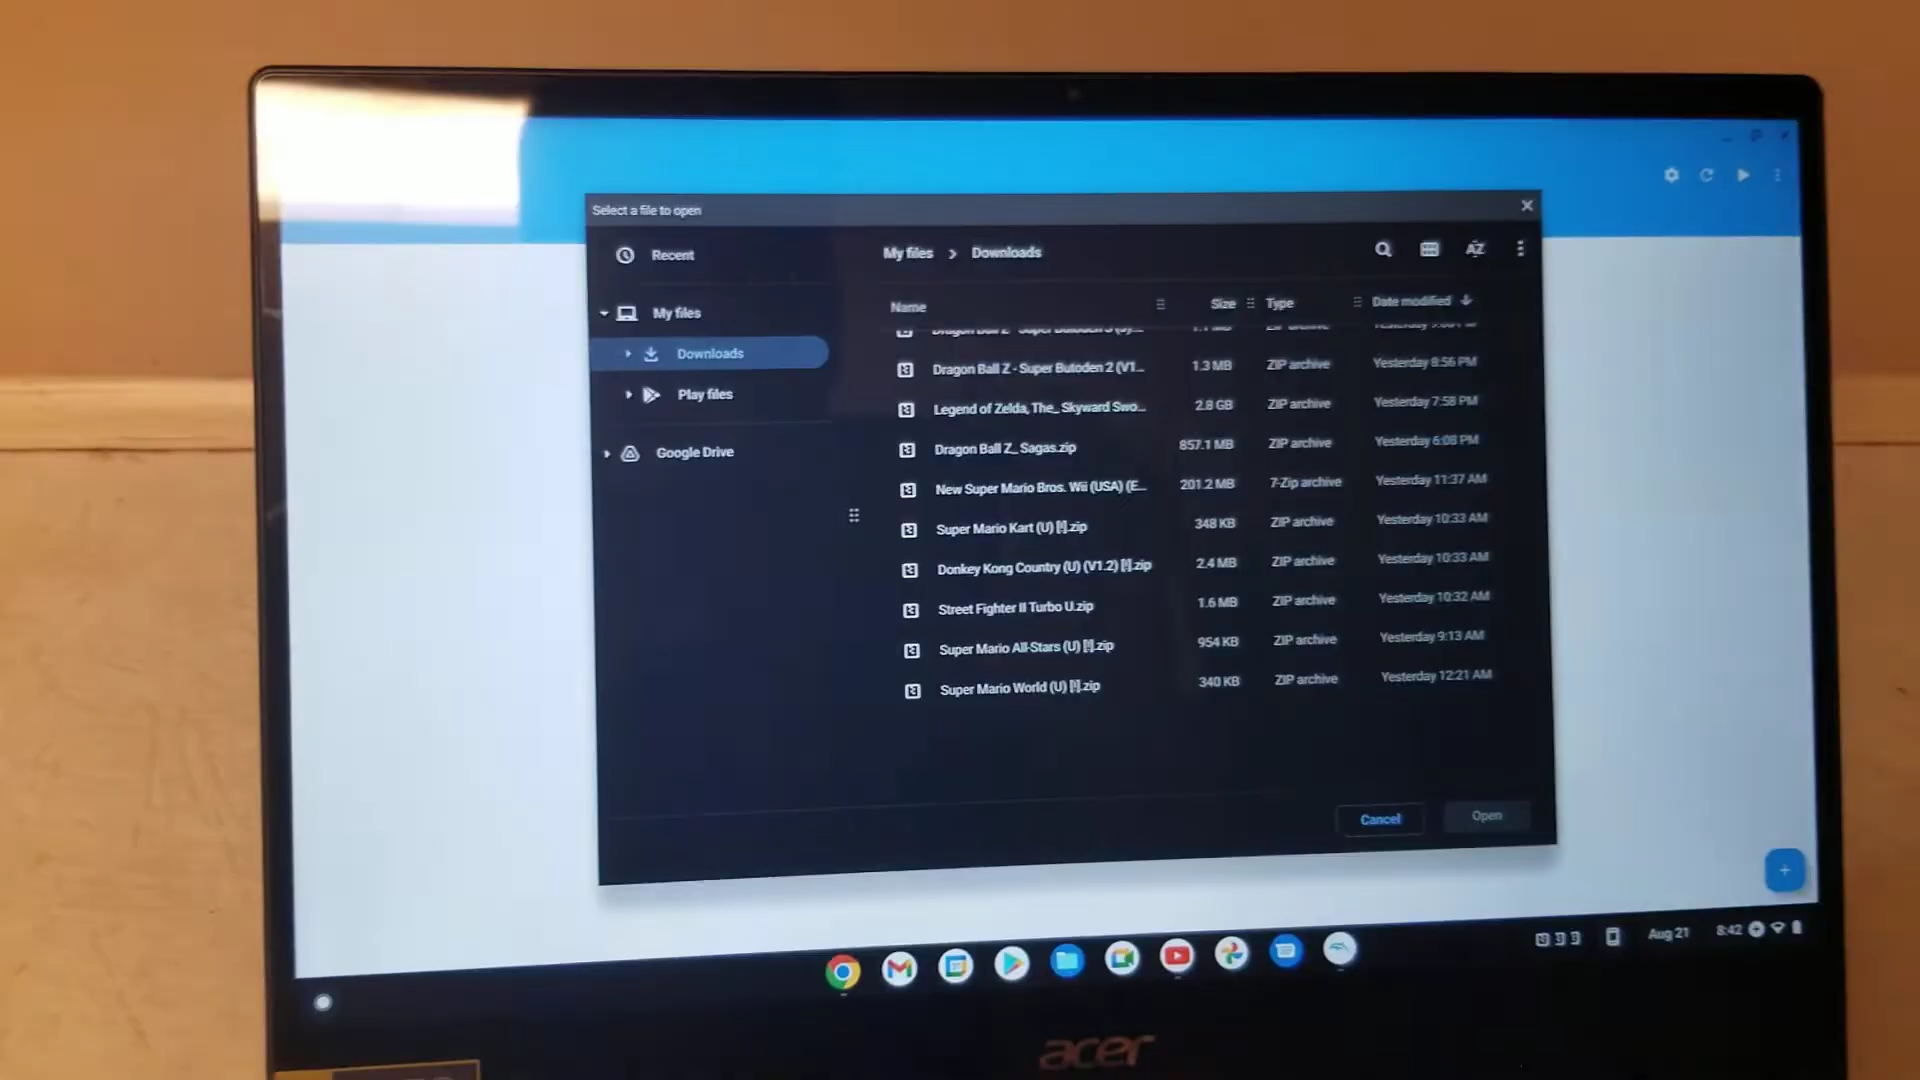 Select a file to open
Recent
My files
Downloads
Play files
Google Drive
My files > Downloads
Name Size Type Date modified
Dragon Ball Z - Super Butoden 3
Dragon Ball Z - Super Butoden 2 (V1... 1.3 MB ZIP archive Yesterday 8:56 PM
Legend of Zelda, The_ Skyward Swo... 2.8 GB ZIP archive Yesterday 7:58 PM
Dragon Ball Z_ Sagas.zip 857.1 MB ZIP archive Yesterday 6:08 PM
New Super Mario Bros. Wii (USA) (E... 201.2 MB 7-Zip archive Yesterday 11:37 AM
Super Mario Kart (U) [!].zip 348 KB ZIP archive Yesterday 10:33 AM
Donkey Kong Country (U) (V1.2) [!].zip 2.4 MB ZIP archive Yesterday 10:33 AM
Street Fighter II Turbo U.zip 1.6 MB ZIP archive Yesterday 10:32 AM
Super Mario All-Stars (U) [!].zip 954 KB ZIP archive Yesterday 9:13 AM
Super Mario World (U) [!].zip 340 KB ZIP archive Yesterday 12:21 AM
Cancel Open
Aug 21 8:42
acer